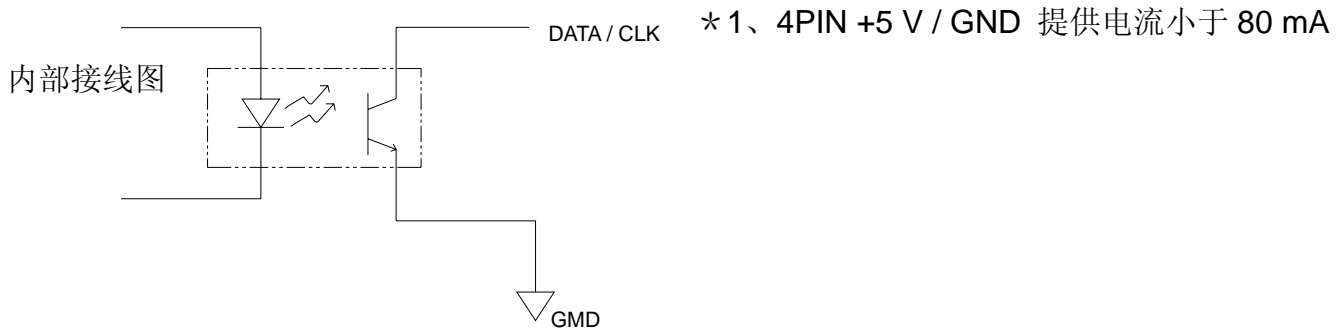 DATA / CLK
＊1、4PIN +5 V / GND 提供电流小于 80 mA
内部接线图
GMD